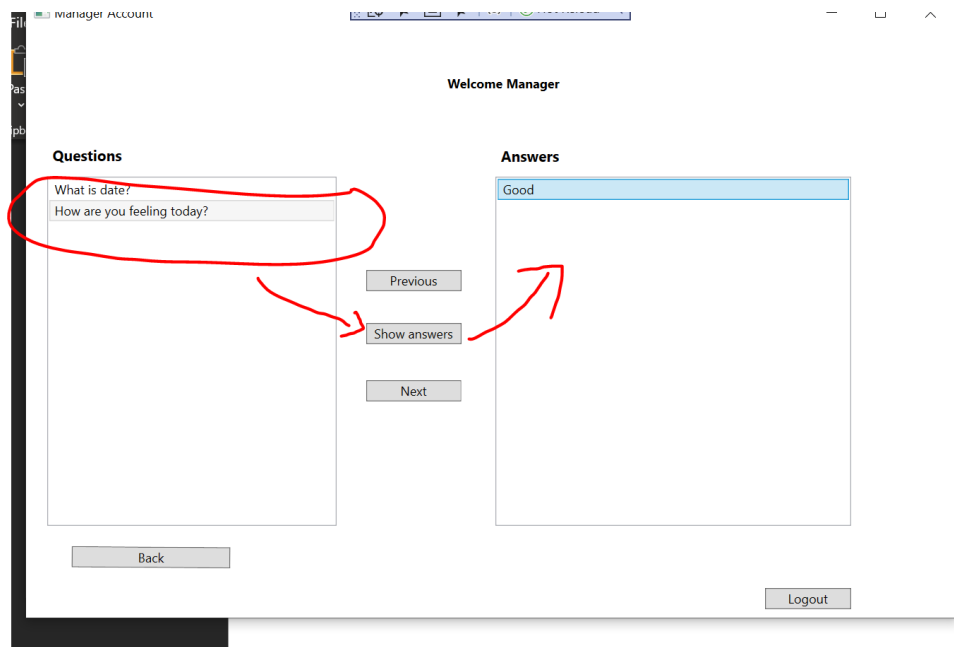 Manager Account
Welcome Manager
Questions
Answers
What is date?
How are you feeling today?
Good
Previous
Show answers
Next
Back
Logout